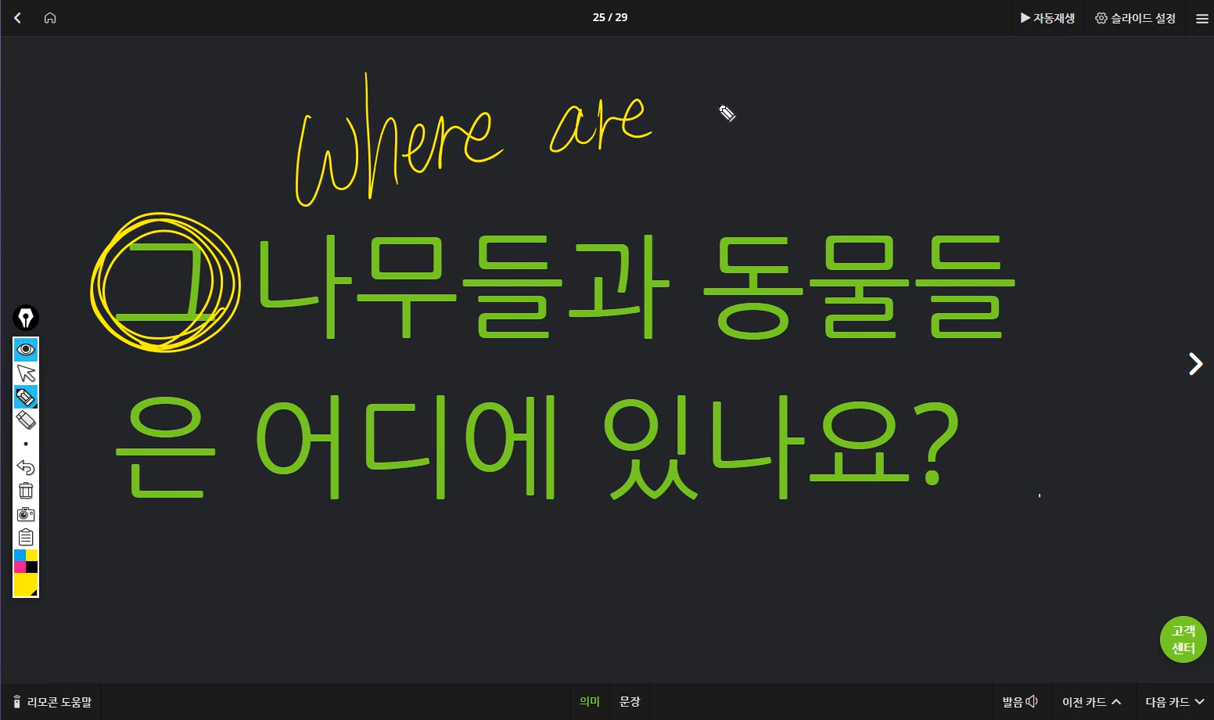 25 / 29
자동재생
슬라이드 설정
Where are
그 나무들과 동물들
은 어디에 있나요?
고객
센터
리모콘 도움말
의미
문장
발음
이전 카드
다음 카드